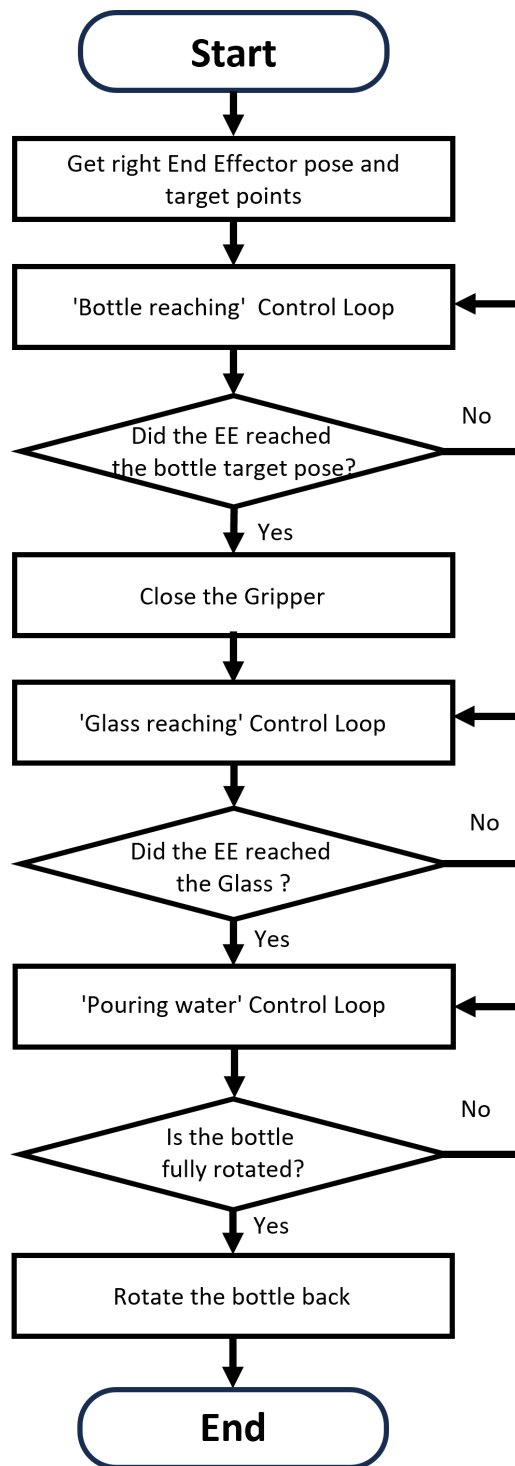 Start
Get right End Effector pose and
target points
'Bottle reaching' Control Loop
No
Did the EE reached
the bottle target pose?
Yes
Close the Gripper
'Glass reaching' Control Loop
No
Did the EE reached
the Glass ?
Yes
'Pouring water' Control Loop
No
Is the bottle
fully rotated?
Yes
Rotate the bottle back
End